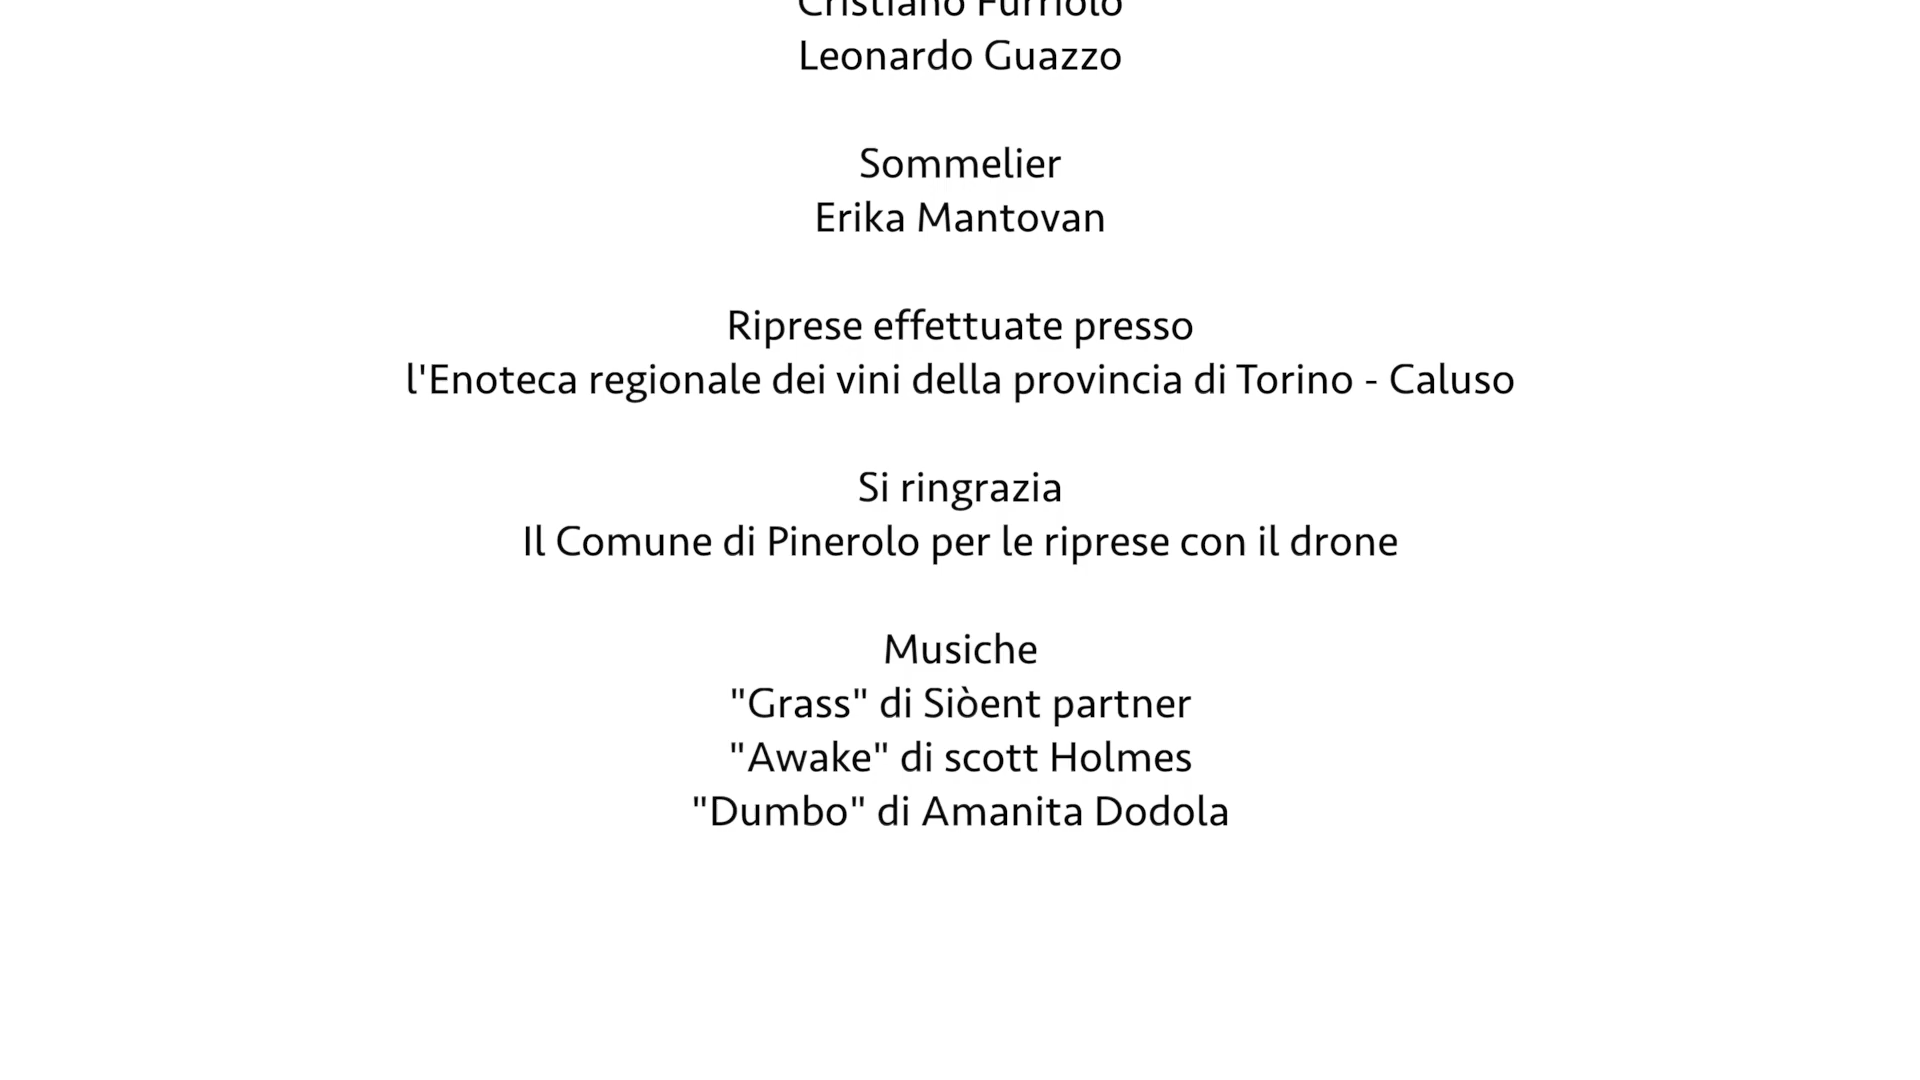 Cristiano Furriolo
Leonardo Guazzo
Sommelier
Erika Mantovan
Riprese effettuate presso
l'Enoteca regionale dei vini della provincia di Torino - Caluso
Si ringrazia
Il Comune di Pinerolo per le riprese con il drone
Musiche
"Grass" di Siòent partner
"Awake" di scott Holmes
"Dumbo" di Amanita Dodola